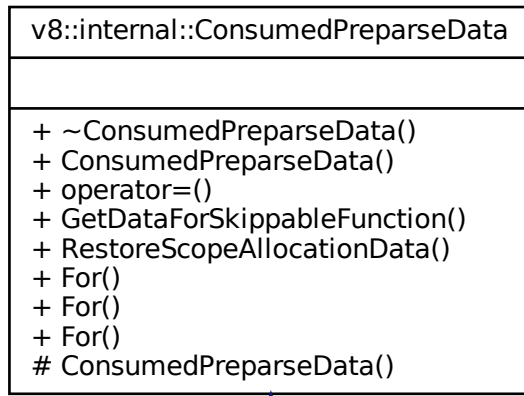 v8::internal::ConsumedPreparseData
+ ~ConsumedPreparseData()
+ ConsumedPreparseData()
+ operator=()
+ GetDataForSkippableFunction()
+ RestoreScopeAllocationData()
+ For()
+ For()
+ For()
# ConsumedPreparseData()